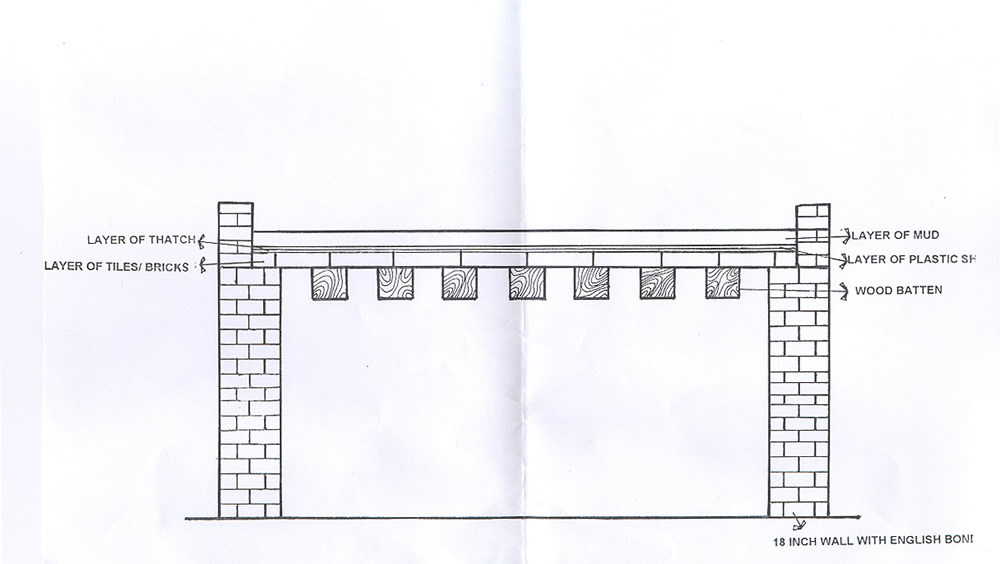 LAYER OF THATCH
LAYER OF MUD
LAYER OF TILES/ BRICKS
LAYER OF PLASTIC SH
WOOD BATTEN
18 INCH WALL WITH ENGLISH BOND